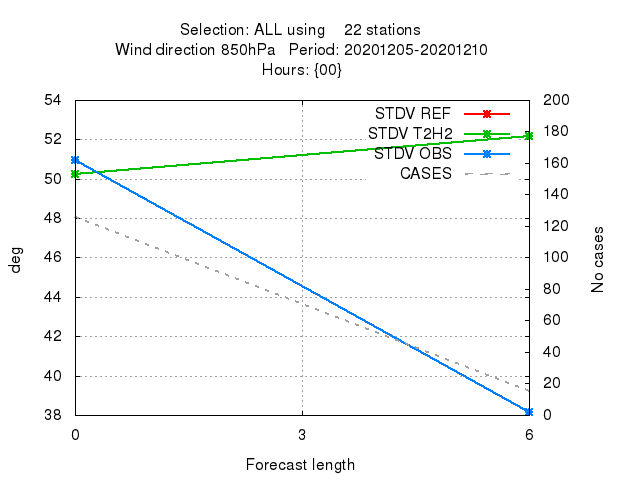 Selection: ALL using    22 stations
Wind direction 850hPa   Period: 20201205-20201210
Hours: {00}
STDV REF
STDV T2H2
STDV OBS
CASES
54
52
50
48
46
44
42
40
38
200
180
160
140
120
100
80
60
40
20
0
deg
No cases
0 3 6
Forecast length